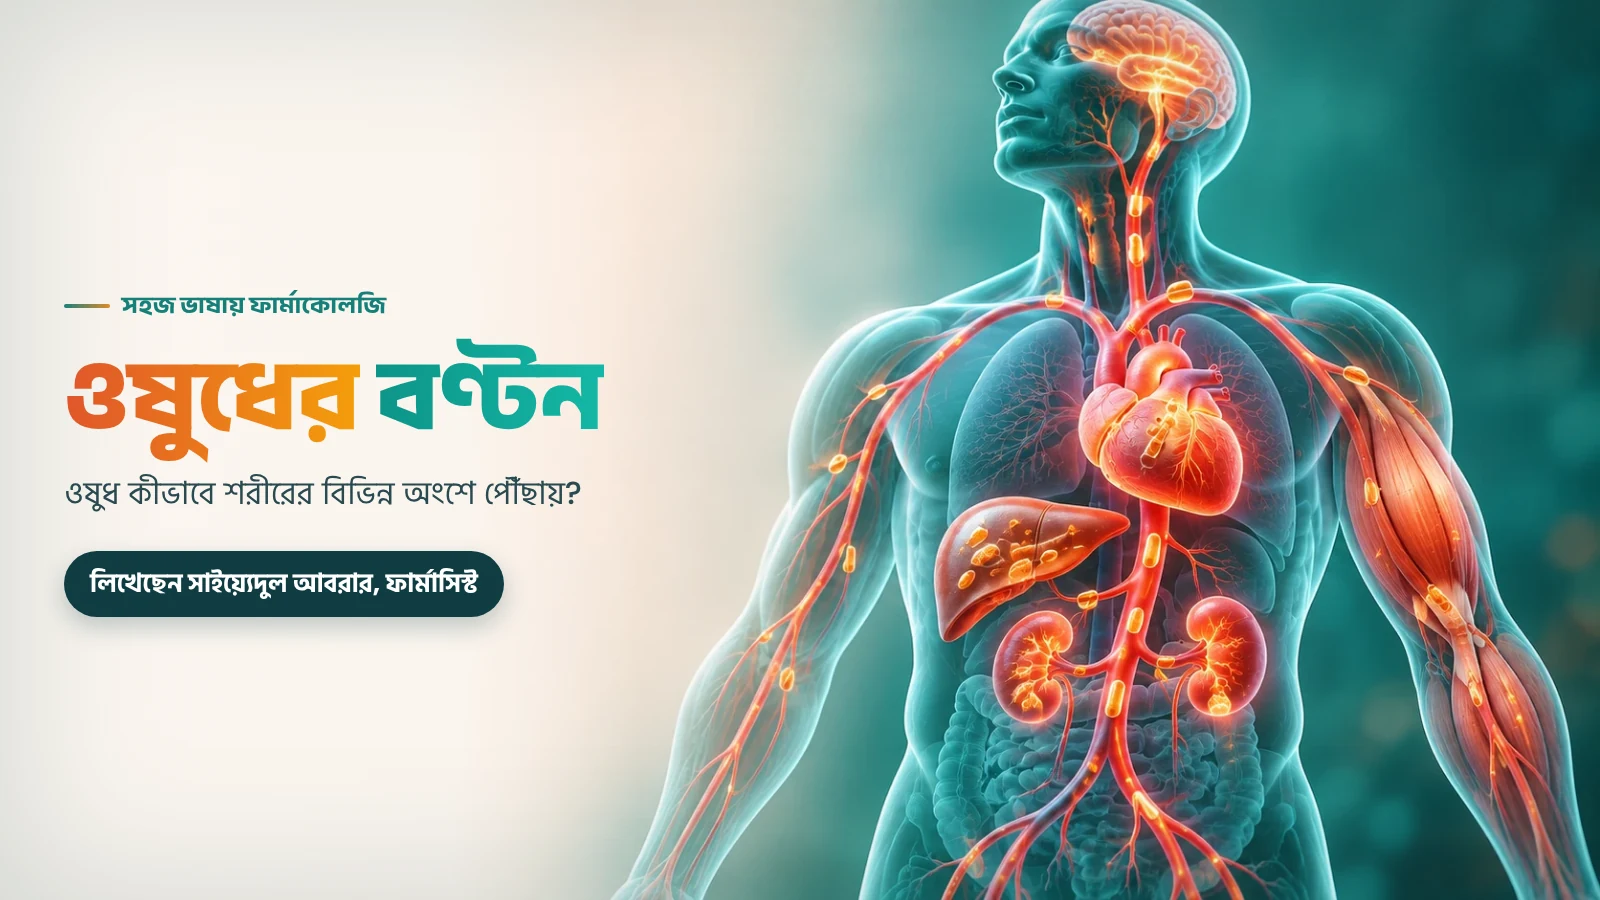 সহজ ভাষায় ফার্মাকোলজি
ওষুধের বণ্টন
ওষুধ কীভাবে শরীরের বিভিন্ন অংশে পৌঁছায়?
লিখেছেন সাইয়্যেদুল আবরার, ফার্মাসিস্ট